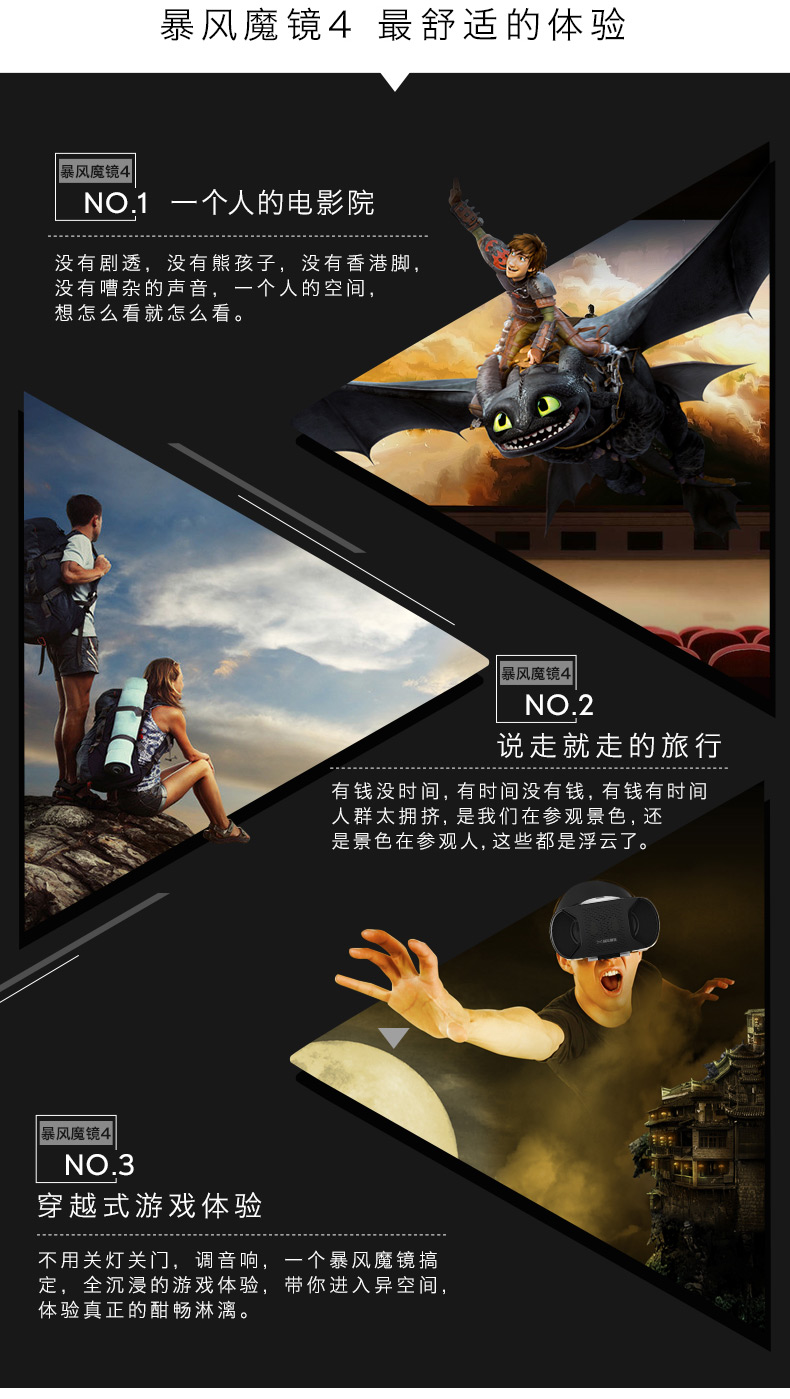 暴风魔镜4 最舒适的体验
暴风魔镜4
NO.1 一个人的电影院
没有剧透，没有熊孩子，没有香港脚，
没有嘈杂的声音，一个人的空间，
想怎么看就怎么看。
暴风魔镜4
NO.2
说走就走的旅行
有钱没时间，有时间没有钱，有钱有时间
人群太拥挤，是我们在参观景色，还
是景色在参观人，这些都是浮云了。
暴风魔镜4
NO.3
穿越式游戏体验
不用关灯关门，调音响，一个暴风魔镜搞
定，全沉浸的游戏体验，带你进入异空间，
体验真正的酣畅淋漓。